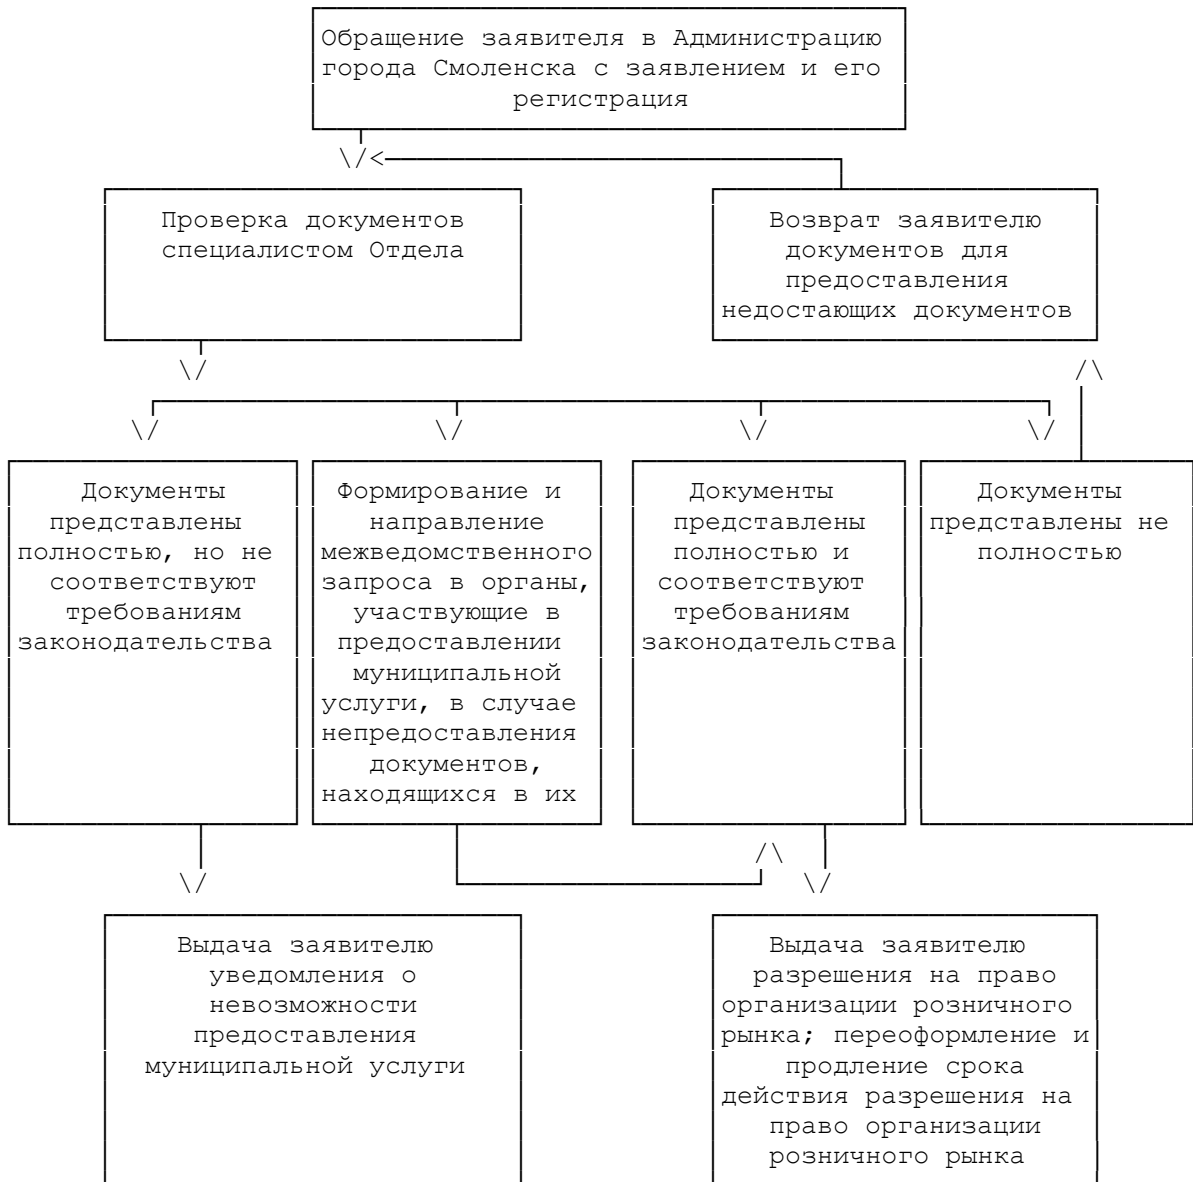 Обращение заявителя в Администрацию
города Смоленска с заявлением и его
регистрация
Проверка документов
специалистом Отдела
Возврат заявителю
документов для
предоставления
недостающих документов
Документы
представлены
полностью, но не
соответствуют
требованиям
законодательства
Формирование и
направление
межведомственного
запроса в органы,
участвующие в
предоставлении
муниципальной
услуги, в случае
непредоставления
документов,
находящихся в их
Документы
представлены
полностью и
соответствуют
требованиям
законодательства
Документы
представлены не
полностью
Выдача заявителю
уведомления о
невозможности
предоставления
муниципальной услуги
Выдача заявителю
разрешения на право
организации розничного
рынка; переоформление и
продление срока
действия разрешения на
право организации
розничного рынка